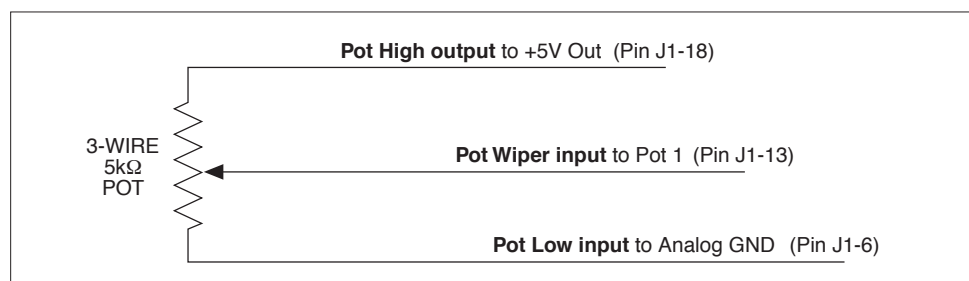 Pot High output to +5V Out (Pin J1-18)
3-WIRE
5kΩ
POT
Pot Wiper input to Pot 1 (Pin J1-13)
Pot Low input to Analog GND (Pin J1-6)